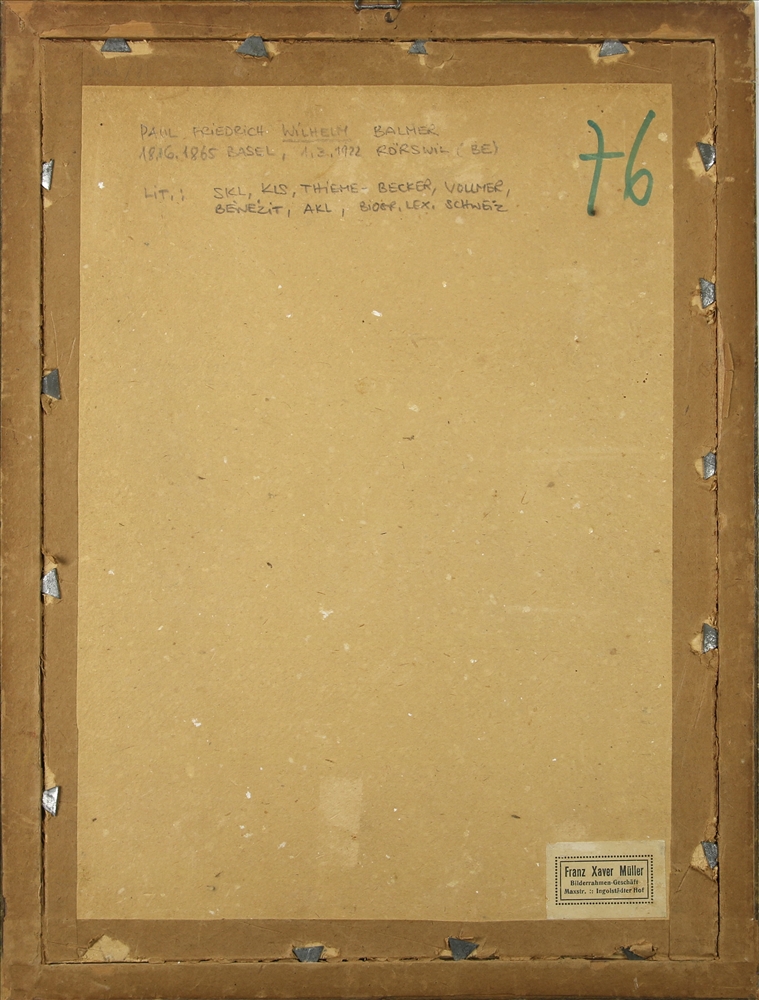 PAUL FRIEDRICH WILHELM BALMER
18.6.1865 BASEL, 1.3.1922 RÖRSWIL (BE)
76
LIT.: SKL, KLS, THIEME-BECKER, VOLLMER,
BENEZIT, AKL, BIOGR. LEX. SCHWEIZ
Franz Xaver Müller
Bilderrahmen-Geschäft
Maxstr. :: Ingolstädter Hof